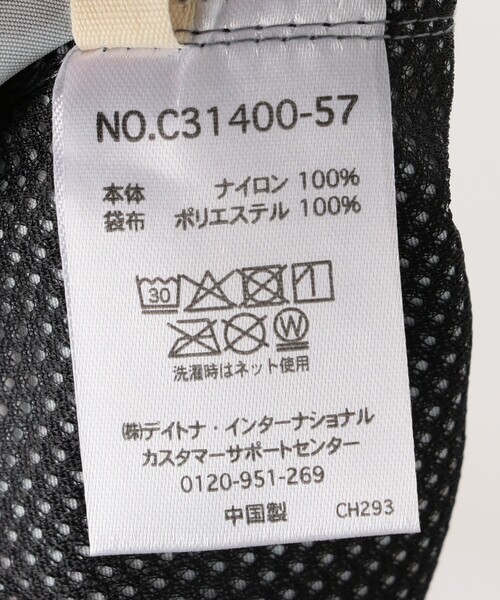 NO.C31400-57
本体 ナイロン 100%
袋布 ポリエステル 100%
30
W
洗濯時はネット使用
㈱デイトナ・インターナショナル
カスタマーサポートセンター
0120-951-269
中国製 CH293